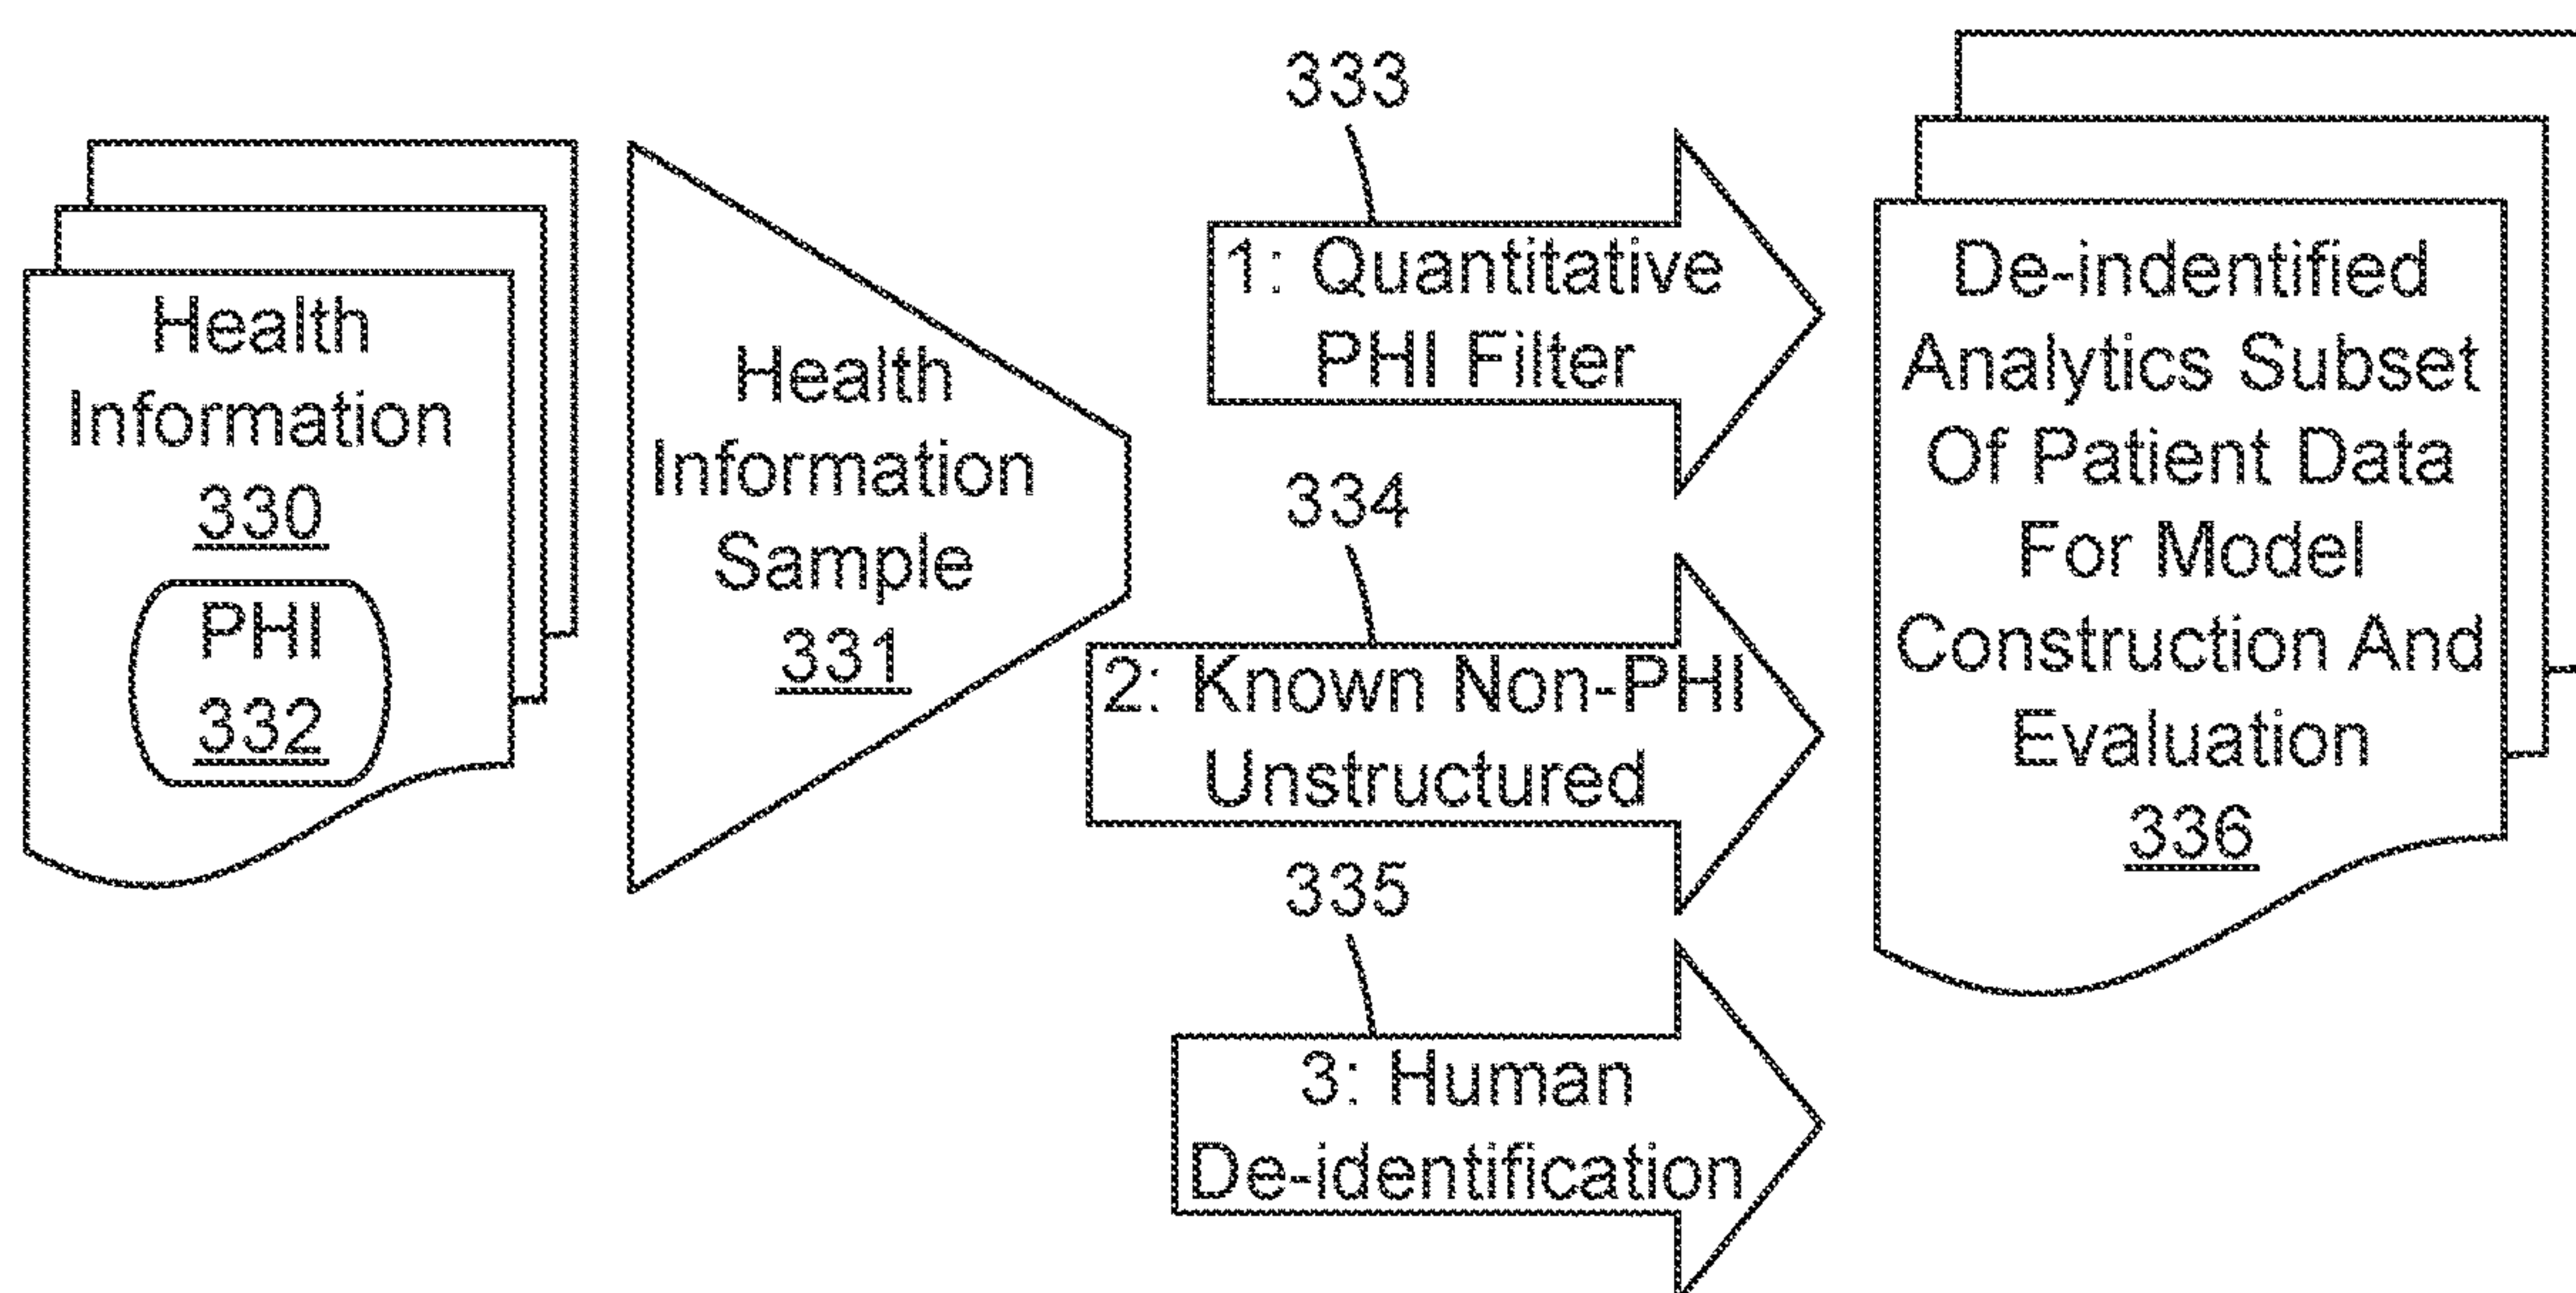 Health
Information
330
PHI
332
Health
Information
Sample
331
333
1: Quantitative
PHI Filter
334
2: Known Non-PHI
Unstructured
335
3: Human
De-identification
De-indentified
Analytics Subset
Of Patient Data
For Model
Construction And
Evaluation
336